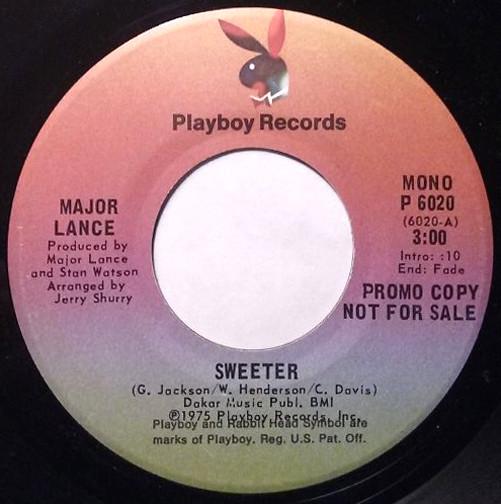 Playboy Records
MAJOR
LANCE
Produced by
Major Lance
and Stan Watson
Arranged by
Jerry Shurry
MONO
P 6020
(6020-A)
3:00
Intro: :10
End: Fade
PROMO COPY
NOT FOR SALE
SWEETER
(G. Jackson/W. Henderson/C. Davis)
Dakar Music Publ. BMI
℗1975 Playboy Records, Inc.
Playboy and Rabbit Head Symbol are
marks of Playboy, Reg. U.S. Pat. Off.